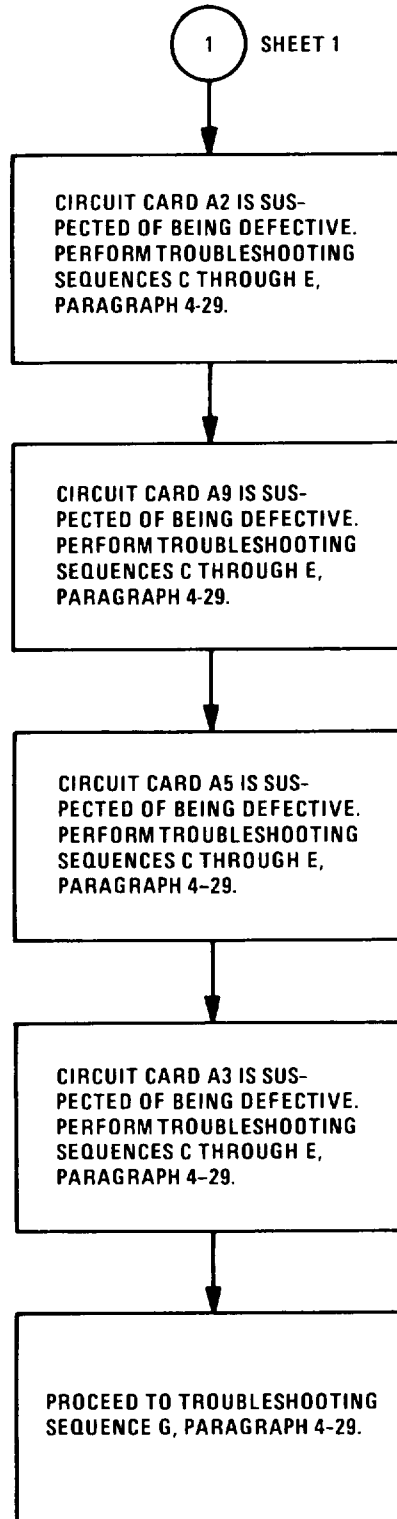 1 SHEET 1
CIRCUIT CARD A2 IS SUS-
PECTED OF BEING DEFECTIVE.
PERFORM TROUBLESHOOTING
SEQUENCES C THROUGH E,
PARAGRAPH 4-29.
CIRCUIT CARD A9 IS SUS-
PECTED OF BEING DEFECTIVE.
PERFORM TROUBLESHOOTING
SEQUENCES C THROUGH E,
PARAGRAPH 4-29.
CIRCUIT CARD A5 IS SUS-
PECTED OF BEING DEFECTIVE.
PERFORM TROUBLESHOOTING
SEQUENCES C THROUGH E,
PARAGRAPH 4-29.
CIRCUIT CARD A3 IS SUS-
PECTED OF BEING DEFECTIVE.
PERFORM TROUBLESHOOTING
SEQUENCES C THROUGH E,
PARAGRAPH 4-29.
PROCEED TO TROUBLESHOOTING
SEQUENCE G, PARAGRAPH 4-29.